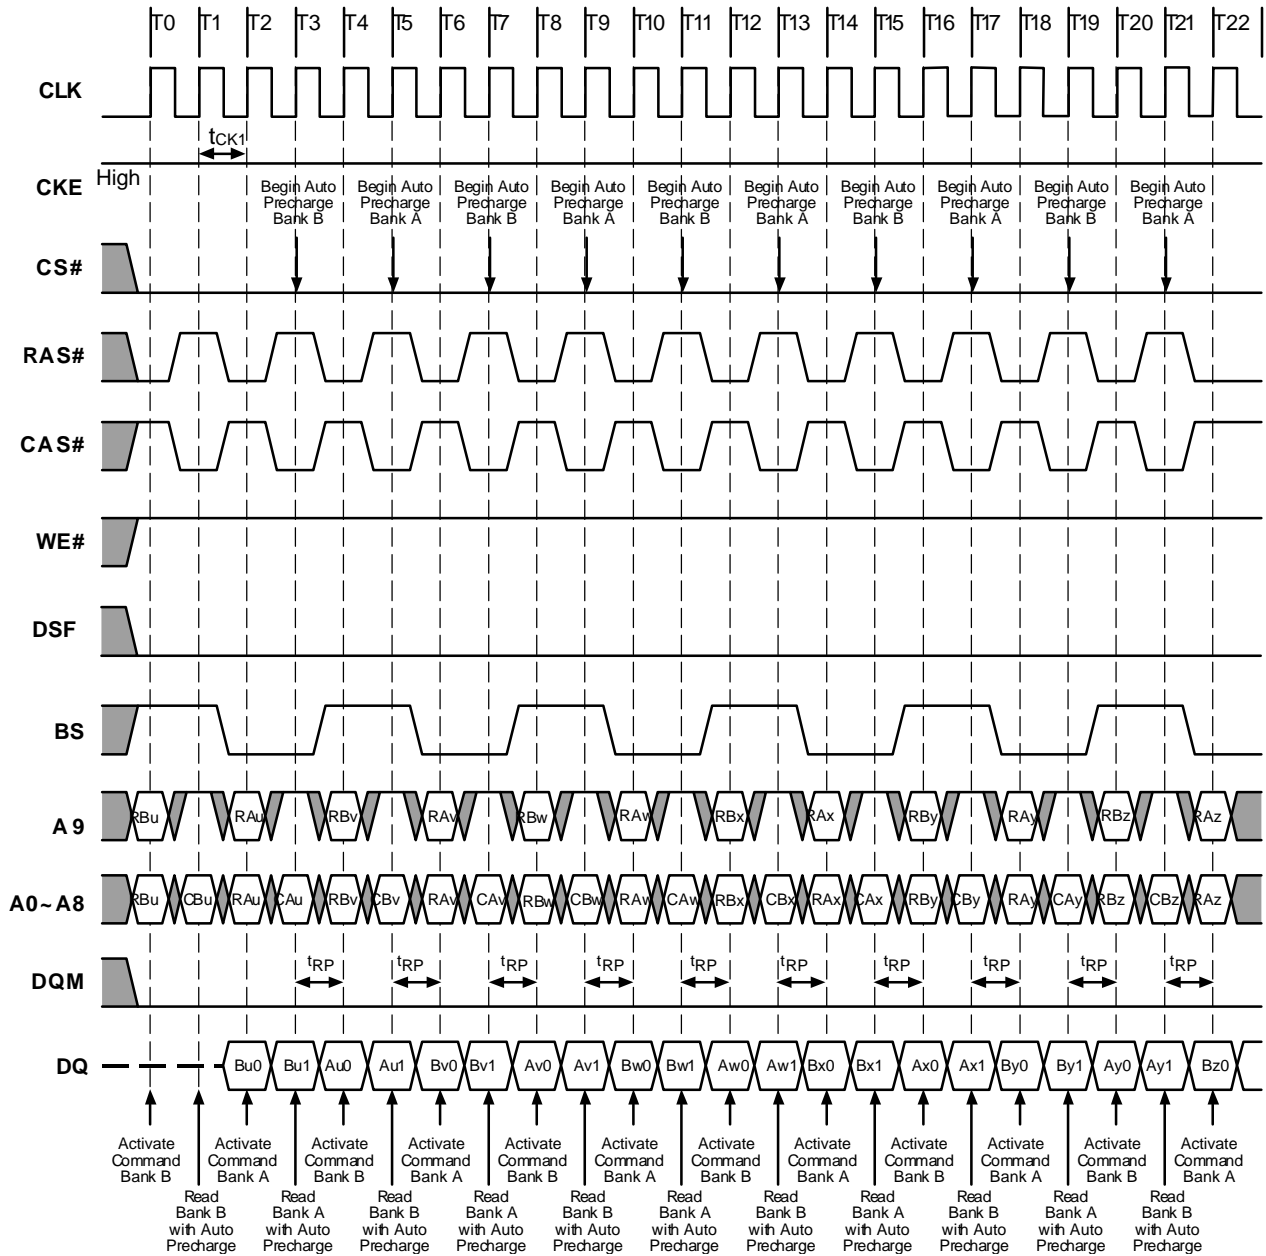 T0 T1 T2 T3 T4 T5 T6 T7 T8 T9 T10 T11 T12 T13 T14 T15 T16 T17 T18 T19 T20 T21 T22
CLK
tCK1
CKE High
Begin Auto Precharge Bank B
Begin Auto Precharge Bank A
Begin Auto Precharge Bank B
Begin Auto Precharge Bank A
Begin Auto Precharge Bank B
Begin Auto Precharge Bank A
Begin Auto Precharge Bank B
Begin Auto Precharge Bank A
Begin Auto Precharge Bank B
Begin Auto Precharge Bank A
CS#
RAS#
CAS#
WE#
DSF
BS
A9 RBu RAu RBv RAv RBw RAw RBx RAx RBy RAy RBz RAz
A0~A8 RBu CBu RAu CAu RBv CBv RAv CAv RBw CBw RAw CAw RBx CBx RAx CAx RBy CBy RAy CAy RBz CBz RAz
DQM tRP tRP tRP tRP tRP tRP tRP tRP tRP tRP
DQ Bu0 Bu1 Au0 Au1 Bv0 Bv1 Av0 Av1 Bw0 Bw1 Aw0 Aw1 Bx0 Bx1 Ax0 Ax1 By0 By1 Ay0 Ay1 Bz0
Activate Command Bank B
Activate Command Bank A
Activate Command Bank B
Activate Command Bank A
Activate Command Bank B
Activate Command Bank A
Activate Command Bank B
Activate Command Bank A
Activate Command Bank B
Activate Command Bank A
Activate Command Bank B
Activate Command Bank A
Read Bank B with Auto Precharge
Read Bank A with Auto Precharge
Read Bank B with Auto Precharge
Read Bank A with Auto Precharge
Read Bank B with Auto Precharge
Read Bank A with Auto Precharge
Read Bank B with Auto Precharge
Read Bank A with Auto Precharge
Read Bank B with Auto Precharge
Read Bank A with Auto Precharge
Read Bank B with Auto Precharge